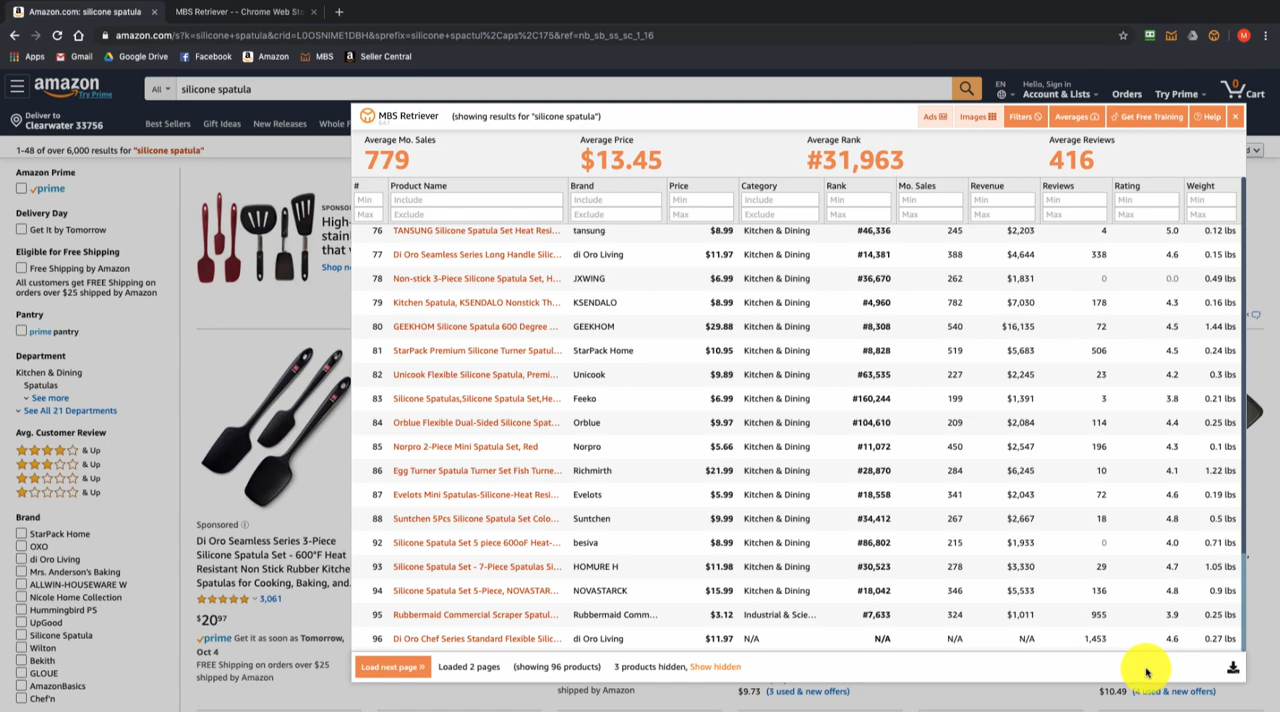 Amazon.com: silicone spatula
MBS Retriever -- Chrome Web Sto
amazon.com/s?k=silicone+spatula&crid=L0OSNIME1DBH&sprefix=silicone+spactul%2Caps%2C175&ref=nb_sb_ss_sc_1_16
M
Apps Gmail Google Drive Facebook Amazon MBS Seller Central
amazon
Try Prime
All silicone spatula
EN
Hello, Sign in
Account & Lists Orders Try Prime 0 Cart
Deliver to
Clearwater 33756
Best Sellers Gift Ideas New Releases Whole F
1-48 of over 6,000 results for "silicone spatula"
Amazon Prime
prime
Delivery Day
Get It by Tomorrow
Eligible for Free Shipping
Free Shipping by Amazon
All customers get FREE Shipping on
orders over $25 shipped by Amazon
Pantry
prime pantry
Department
Kitchen & Dining
Spatulas
See more
See All 21 Departments
Avg. Customer Review
& Up
& Up
& Up
& Up
Brand
StarPack Home
OXO
di Oro Living
Mrs. Anderson's Baking
ALLWIN-HOUSEWARE W
Nicole Home Collection
Hummingbird PS
UpGood
Silicone Spatula
Wilton
Bekith
GLOUE
AmazonBasics
Chef'n
SPONSO
High-
stain
that
Shop no
Sponsored
Di Oro Seamless Series 3-Piece
Silicone Spatula Set - 600°F Heat
Resistant Non Stick Rubber Kitche
Spatulas for Cooking, Baking, and
3,061
$20⁹⁷
prime Get it as soon as Tomorrow,
Oct 4
FREE Shipping on orders over $25
shipped by Amazon
MBS Retriever (showing results for "silicone spatula")
Ads Images Filters Averages Get Free Training Help ×
Average Mo. Sales Average Price Average Rank Average Reviews
779 $13.45 #31,963 416
# Product Name Brand Price Category Rank Mo. Sales Revenue Reviews Rating Weight
Min Include Include Min Include Min Min Min Min Min Min
Max Exclude Exclude Max Exclude Max Max Max Max Max Max
76 TANSUNG Silicone Spatula Set Heat Resi... tansung $8.99 Kitchen & Dining #46,336 245 $2,203 4 5.0 0.12 lbs
77 Di Oro Seamless Series Long Handle Silic... di Oro Living $11.97 Kitchen & Dining #14,381 388 $4,644 338 4.6 0.15 lbs
78 Non-stick 3-Piece Silicone Spatula Set, H... JXWING $6.99 Kitchen & Dining #36,670 262 $1,831 0 0.0 0.49 lbs
79 Kitchen Spatula, KSENDALO Nonstick Th... KSENDALO $8.99 Kitchen & Dining #4,960 782 $7,030 178 4.3 0.16 lbs
80 GEEKHOM Silicone Spatula 600 Degree ... GEEKHOM $29.88 Kitchen & Dining #8,308 540 $16,135 72 4.5 1.44 lbs
81 StarPack Premium Silicone Turner Spatul... StarPack Home $10.95 Kitchen & Dining #8,828 519 $5,683 506 4.5 0.24 lbs
82 Unicook Flexible Silicone Spatula, Premi... Unicook $9.89 Kitchen & Dining #63,535 227 $2,245 23 4.2 0.3 lbs
83 Silicone Spatulas,Silicone Spatula Set,He... Feeko $6.99 Kitchen & Dining #160,244 199 $1,391 3 3.8 0.21 lbs
84 Orblue Flexible Dual-Sided Silicone Spat... Orblue $9.97 Kitchen & Dining #104,610 209 $2,084 114 4.4 0.25 lbs
85 Norpro 2-Piece Mini Spatula Set, Red Norpro $5.66 Kitchen & Dining #11,072 450 $2,547 196 4.3 0.1 lbs
86 Egg Turner Spatula Turner Set Fish Turne... Richmirth $21.99 Kitchen & Dining #28,870 284 $6,245 10 4.1 1.22 lbs
87 Evelots Mini Spatulas-Silicone-Heat Resi... Evelots $5.99 Kitchen & Dining #18,558 341 $2,043 72 4.6 0.19 lbs
88 Suntchen 5Pcs Silicone Spatula Set Colo... Suntchen $9.99 Kitchen & Dining #34,412 267 $2,667 18 4.8 0.5 lbs
92 Silicone Spatula Set 5 piece 600oF Heat-... besiva $8.99 Kitchen & Dining #86,802 215 $1,933 0 4.0 0.71 lbs
93 Silicone Spatula Set - 7-Piece Spatulas Si... HOMURE H $11.98 Kitchen & Dining #30,523 278 $3,330 29 4.7 1.05 lbs
94 Silicone Spatula Set 5-Piece, NOVASTAR... NOVASTARCK $15.99 Kitchen & Dining #18,042 346 $5,533 136 4.8 0.9 lbs
95 Rubbermaid Commercial Scraper Spatul... Rubbermaid Comm... $3.12 Industrial & Scie... #7,633 324 $1,011 955 3.9 0.25 lbs
96 Di Oro Chef Series Standard Flexible Silic... di Oro Living $11.97 N/A N/A N/A N/A 1,453 4.6 0.27 lbs
Load next page » Loaded 2 pages (showing 96 products) 3 products hidden, Show hidden
shipped by Amazon
$9.73 (3 used & new offers)
$10.49 (4 used & new offers)